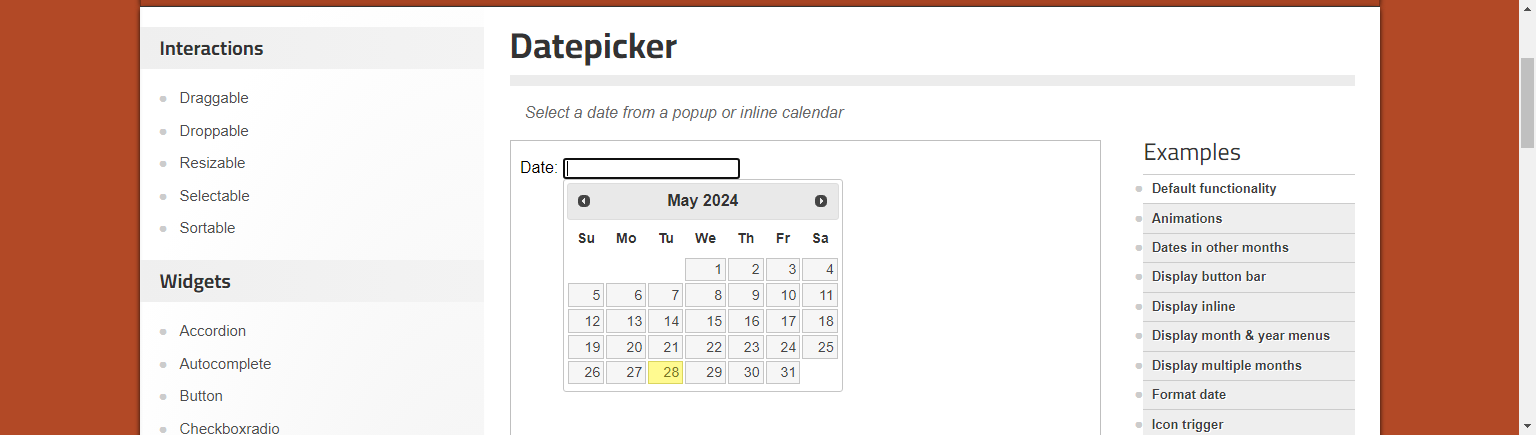 Interactions
Draggable
Droppable
Resizable
Selectable
Sortable
Widgets
Accordion
Autocomplete
Button
Checkboxradio
Datepicker
Select a date from a popup or inline calendar
Date:
May 2024
Su Mo Tu We Th Fr Sa
1 2 3 4
5 6 7 8 9 10 11
12 13 14 15 16 17 18
19 20 21 22 23 24 25
26 27 28 29 30 31
Examples
Default functionality
Animations
Dates in other months
Display button bar
Display inline
Display month & year menus
Display multiple months
Format date
Icon trigger